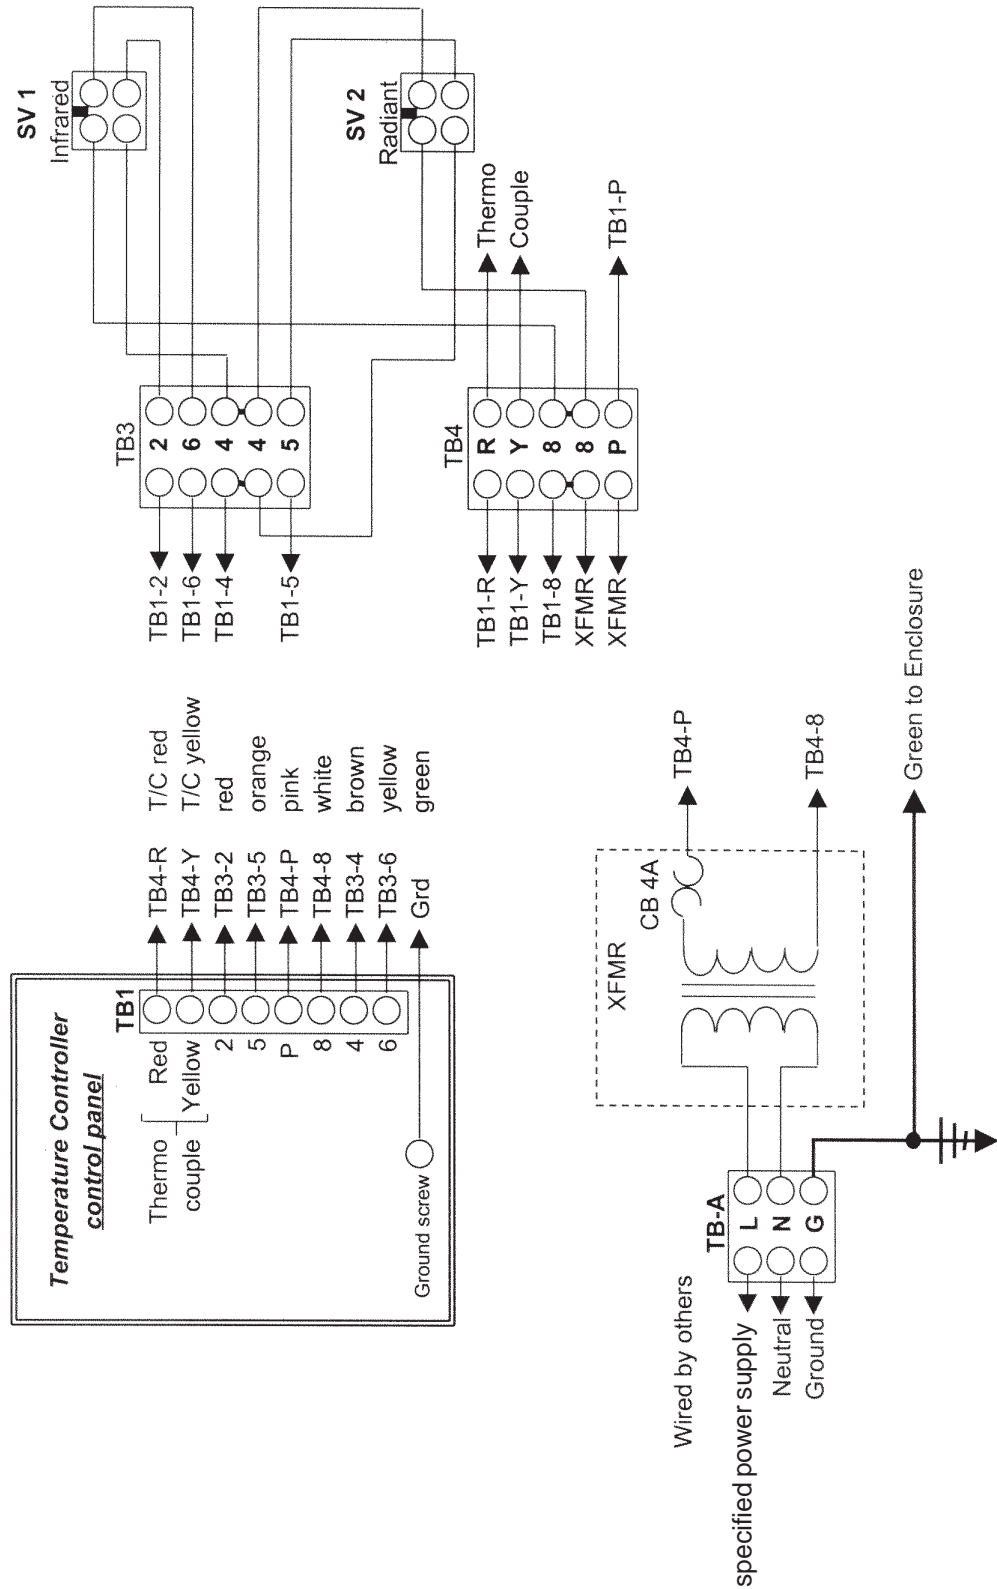 Temperature Controller
control panel
TB1
Thermo
couple
Red
Yellow
2
5
P
8
4
6
Ground screw
TB4-R T/C red
TB4-Y T/C yellow
TB3-2 red
TB3-5 orange
TB4-P pink
TB4-8 white
TB3-4 brown
TB3-6 yellow
Grd green
TB3
TB1-2 2
TB1-6 6
TB1-4 4
4
TB1-5 5
SV 1
Infrared
SV 2
Radiant
TB4
TB1-R R Thermo
TB1-Y Y Couple
TB1-8 8
XFMR 8
XFMR P TB1-P
Wired by others
TB-A
specified power supply L
Neutral N
Ground G
XFMR
CB 4A
TB4-P
TB4-8
Green to Enclosure